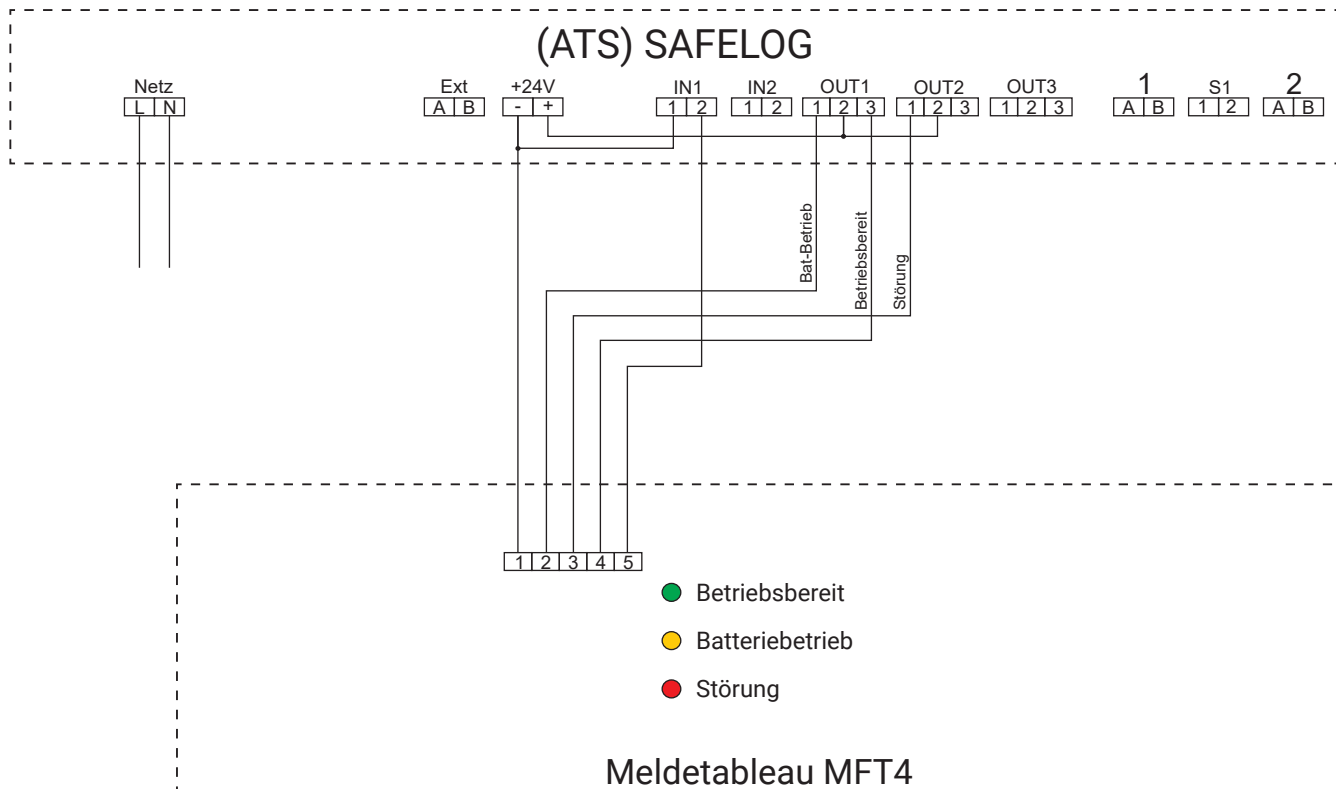 (ATS) SAFELOG
Netz Ext +24V IN1 IN2 OUT1 OUT2 OUT3 1 S1 2
L N A B - + 1 2 1 2 1 2 3 1 2 3 1 2 3 A B 1 2 A B
Bat-Betrieb
Betriebsbereit
Störung
1 2 3 4 5
Betriebsbereit
Batteriebetrieb
Störung
Meldetableau MFT4